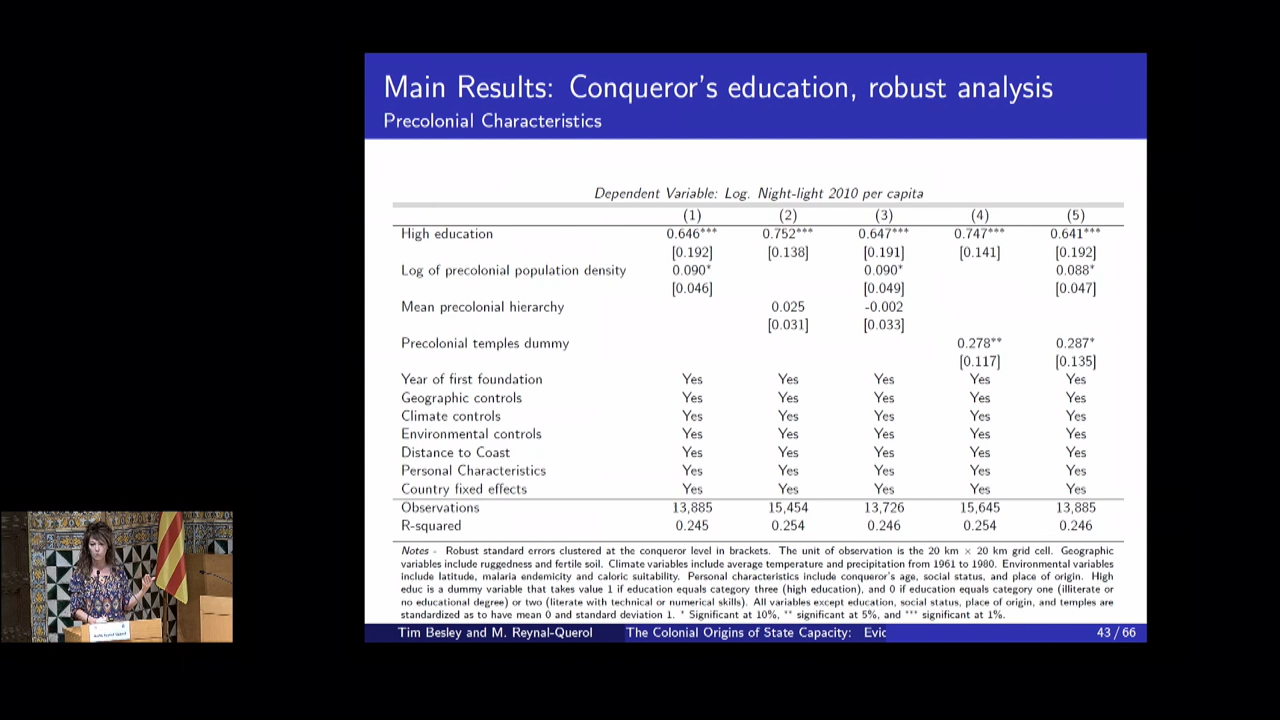 Main Results: Conqueror's education, robust analysis
Precolonial Characteristics
Dependent Variable: Log. Night-light 2010 per capita
(1) (2) (3) (4) (5)
High education 0.646*** 0.752*** 0.647*** 0.747*** 0.641***
[0.192] [0.138] [0.191] [0.141] [0.192]
Log of precolonial population density 0.090* 0.090* 0.088*
[0.046] [0.049] [0.047]
Mean precolonial hierarchy 0.025 -0.002
[0.031] [0.033]
Precolonial temples dummy 0.278** 0.287*
[0.117] [0.135]
Year of first foundation Yes Yes Yes Yes Yes
Geographic controls Yes Yes Yes Yes Yes
Climate controls Yes Yes Yes Yes Yes
Environmental controls Yes Yes Yes Yes Yes
Distance to Coast Yes Yes Yes Yes Yes
Personal Characteristics Yes Yes Yes Yes Yes
Country fixed effects Yes Yes Yes Yes Yes
Observations 13,885 15,454 13,726 15,645 13,885
R-squared 0.245 0.254 0.246 0.254 0.246
Notes - Robust standard errors clustered at the conqueror level in brackets. The unit of observation is the 20 km × 20 km grid cell. Geographic
variables include ruggedness and fertile soil. Climate variables include average temperature and precipitation from 1961 to 1980. Environmental variables
include latitude, malaria endemicity and caloric suitability. Personal characteristics include conqueror's age, social status, and place of origin. High
educ is a dummy variable that takes value 1 if education equals category three (high education), and 0 if education equals category one (illiterate or
no educational degree) or two (literate with technical or numerical skills). All variables except education, social status, place of origin, and temples are
standardized as to have mean 0 and standard deviation 1. * Significant at 10%, ** significant at 5%, and *** significant at 1%.
Tim Besley and M. Reynal-Querol The Colonial Origins of State Capacity: Evic 43 / 66